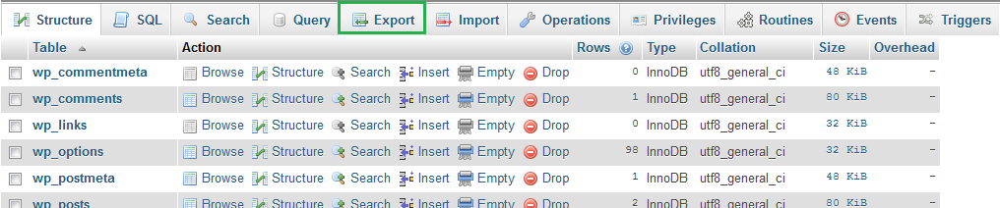 Structure SQL Search Query Export Import Operations Privileges Routines Events Triggers
Table Action Rows Type Collation Size Overhead
wp_commentmeta Browse Structure Search Insert Empty Drop 0 InnoDB utf8_general_ci 48 KiB -
wp_comments Browse Structure Search Insert Empty Drop 1 InnoDB utf8_general_ci 80 KiB -
wp_links Browse Structure Search Insert Empty Drop 0 InnoDB utf8_general_ci 32 KiB -
wp_options Browse Structure Search Insert Empty Drop 98 InnoDB utf8_general_ci 32 KiB -
wp_postmeta Browse Structure Search Insert Empty Drop 1 InnoDB utf8_general_ci 48 KiB -
wp_posts Browse Structure Search Insert Empty Drop 2 InnoDB utf8_general_ci 80 KiB -